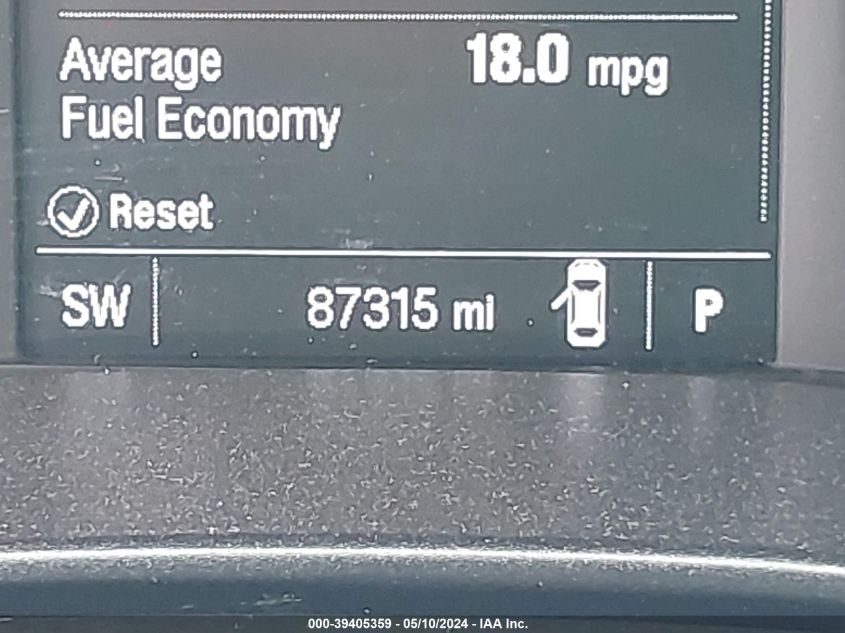 Average 18.0 mpg
Fuel Economy
Reset
SW 87315 mi P
000-39405359 - 05/10/2024 - IAA Inc.